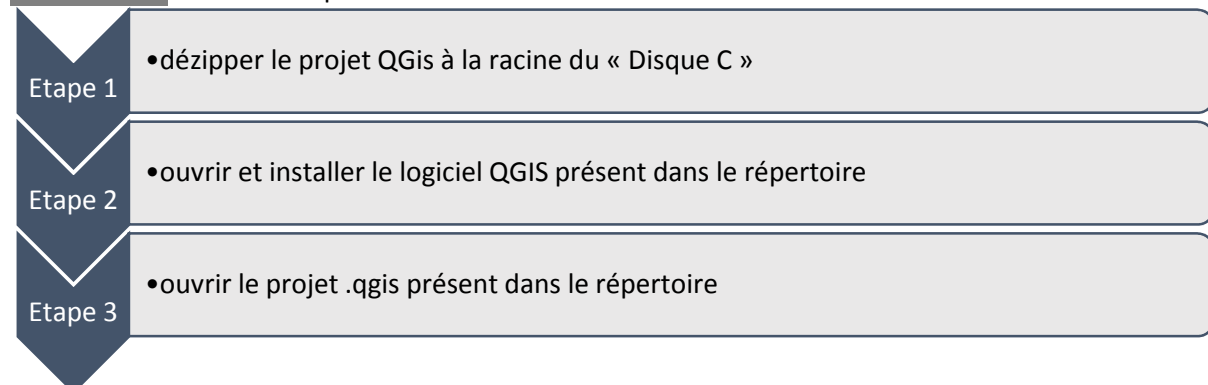 Etape 1
•dézipper le projet QGis à la racine du « Disque C »
Etape 2
•ouvrir et installer le logiciel QGIS présent dans le répertoire
Etape 3
•ouvrir le projet .qgis présent dans le répertoire